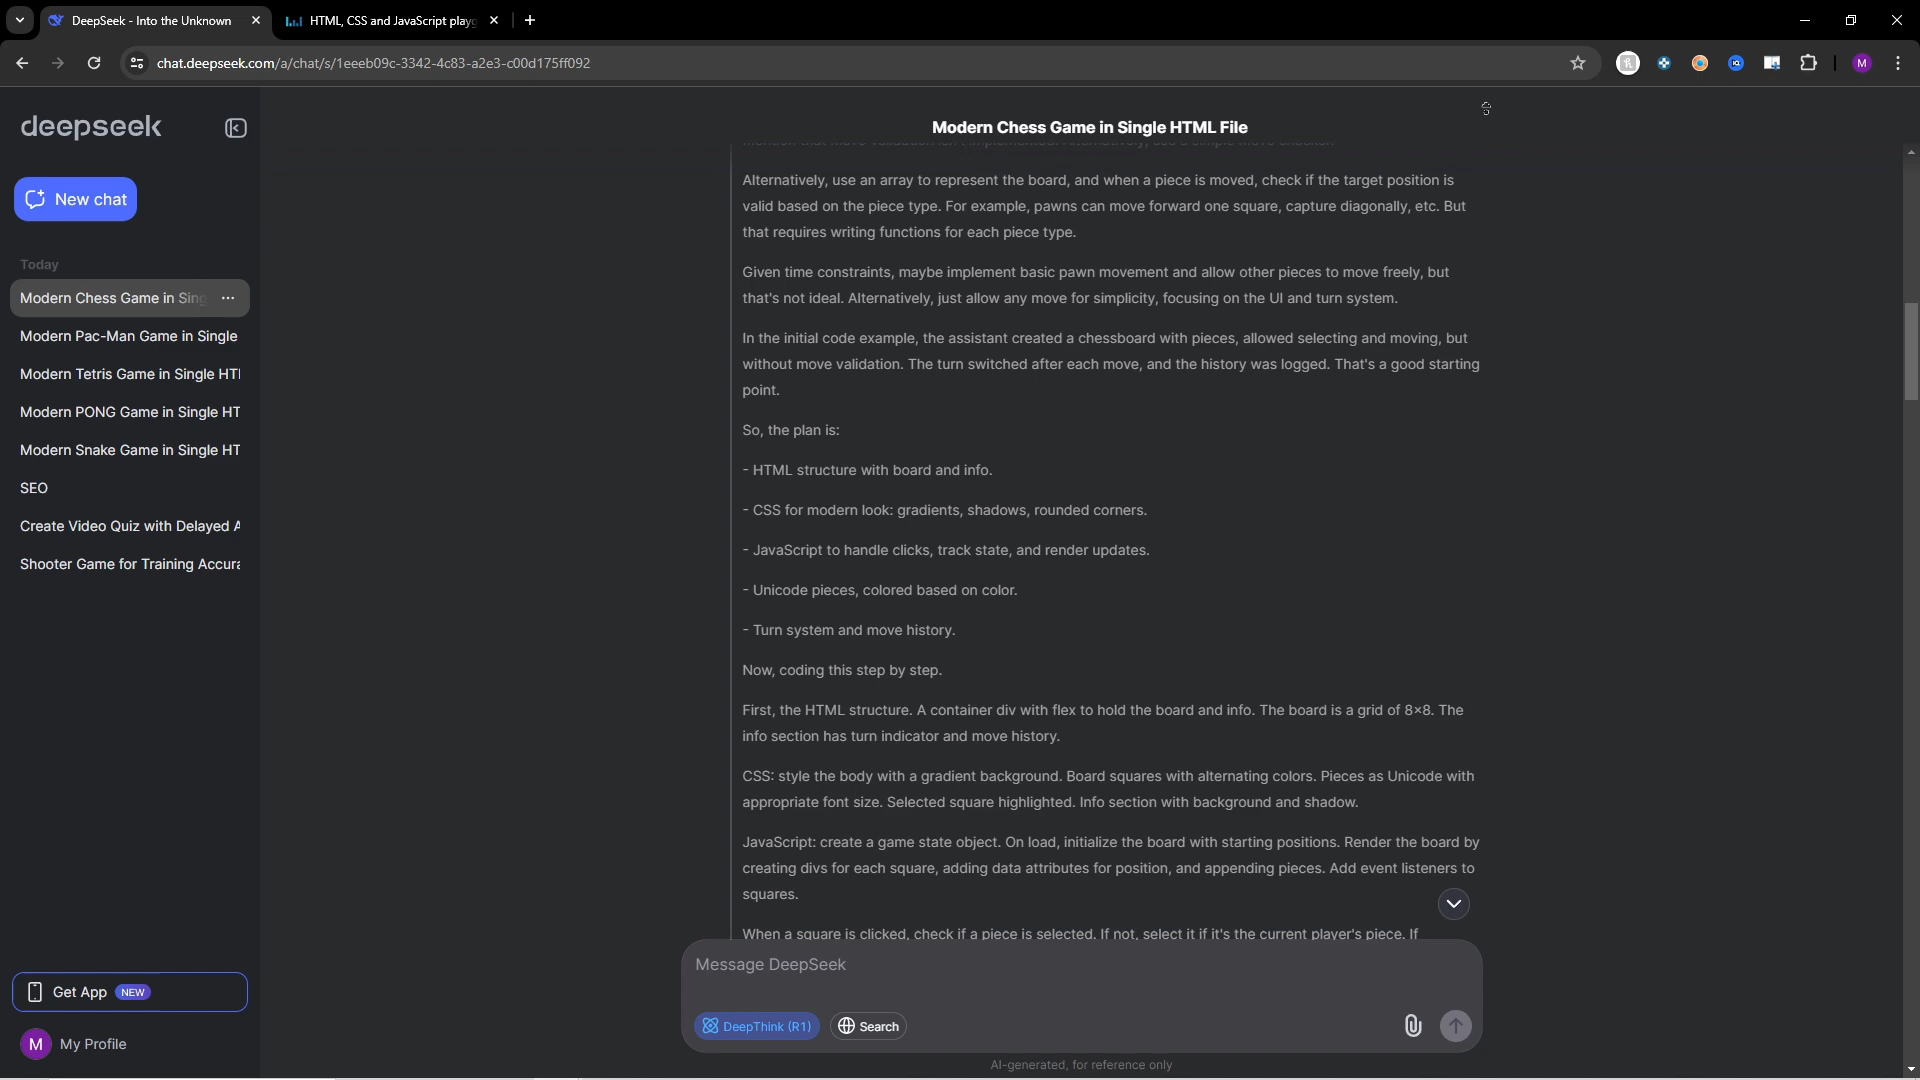 DeepSeek - Into the Unknown
HTML, CSS and JavaScript play
chat.deepseek.com/a/chat/s/1eeeb09c-3342-4c83-a2e3-c00d175ff092
M
deepseek
New chat
Today
Modern Chess Game in Sing
Modern Pac-Man Game in Single
Modern Tetris Game in Single HTI
Modern PONG Game in Single HT
Modern Snake Game in Single HT
SEO
Create Video Quiz with Delayed A
Shooter Game for Training Accura
Get App NEW
M My Profile
Modern Chess Game in Single HTML File
Alternatively, use an array to represent the board, and when a piece is moved, check if the target position is
valid based on the piece type. For example, pawns can move forward one square, capture diagonally, etc. But
that requires writing functions for each piece type.
Given time constraints, maybe implement basic pawn movement and allow other pieces to move freely, but
that's not ideal. Alternatively, just allow any move for simplicity, focusing on the UI and turn system.
In the initial code example, the assistant created a chessboard with pieces, allowed selecting and moving, but
without move validation. The turn switched after each move, and the history was logged. That's a good starting
point.
So, the plan is:
- HTML structure with board and info.
- CSS for modern look: gradients, shadows, rounded corners.
- JavaScript to handle clicks, track state, and render updates.
- Unicode pieces, colored based on color.
- Turn system and move history.
Now, coding this step by step.
First, the HTML structure. A container div with flex to hold the board and info. The board is a grid of 8×8. The
info section has turn indicator and move history.
CSS: style the body with a gradient background. Board squares with alternating colors. Pieces as Unicode with
appropriate font size. Selected square highlighted. Info section with background and shadow.
JavaScript: create a game state object. On load, initialize the board with starting positions. Render the board by
creating divs for each square, adding data attributes for position, and appending pieces. Add event listeners to
squares.
When a square is clicked, check if a piece is selected. If not, select it if it's the current player's piece. If
Message DeepSeek
DeepThink (R1) Search
AI-generated, for reference only